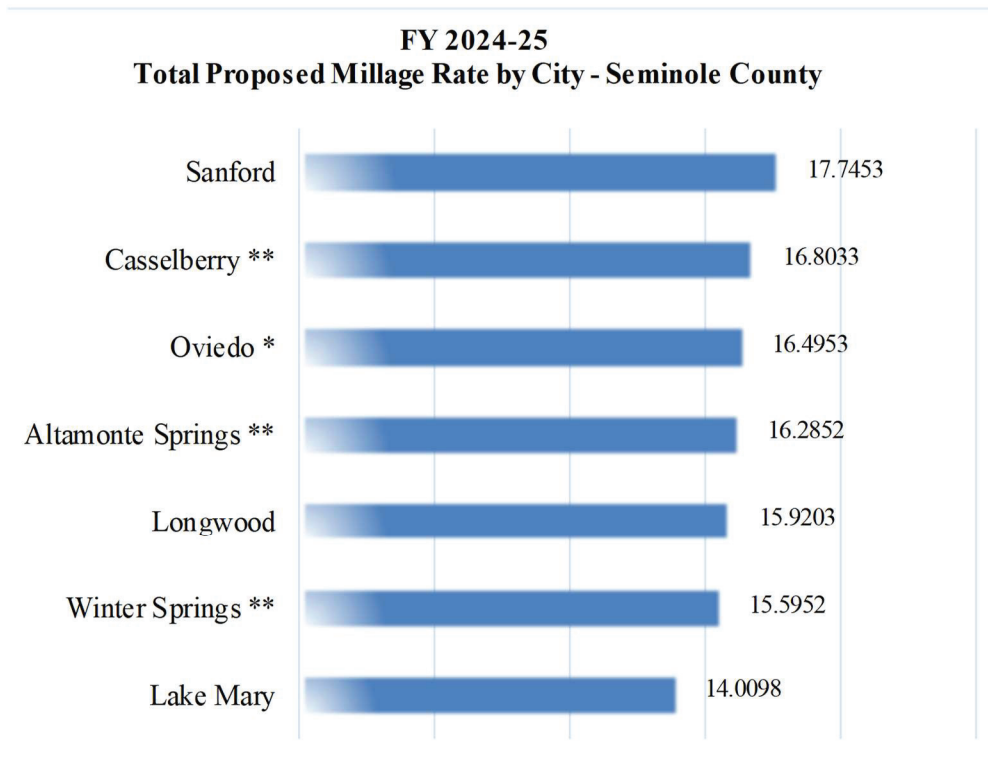 FY 2024-25
Total Proposed Millage Rate by City - Seminole County
Sanford 17.7453
Casselberry ** 16.8033
Oviedo * 16.4953
Altamonte Springs ** 16.2852
Longwood 15.9203
Winter Springs ** 15.5952
Lake Mary 14.0098